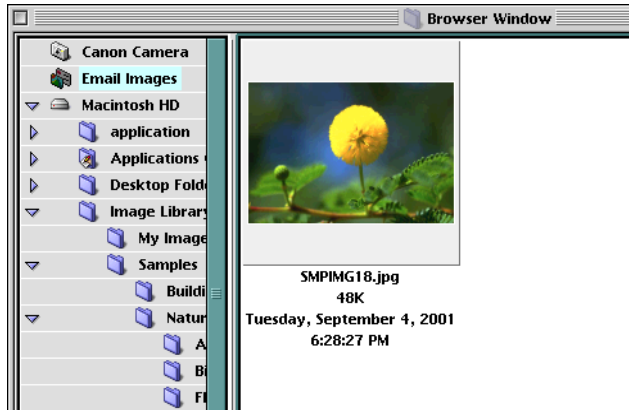 Browser Window
Canon Camera
Email Images
Macintosh HD
application
Applications
Desktop Fold
Image Library
My Image
Samples
Buildi
Natur
A
Bi
Fl
SMPIMG18.jpg
48K
Tuesday, September 4, 2001
6:28:27 PM